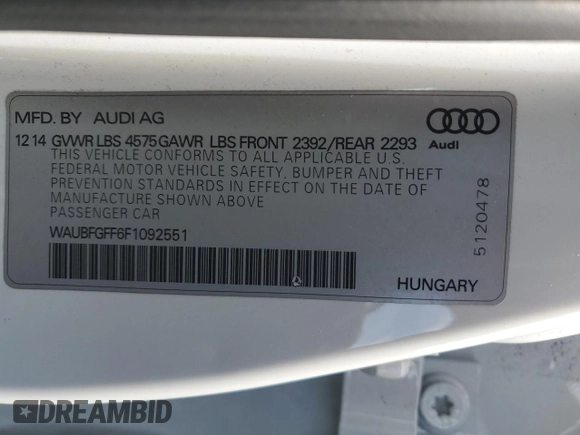 MFD. BY AUDI AG
12 14 GVWR LBS 4575 GAWR LBS FRONT 2392/REAR 2293
Audi
THIS VEHICLE CONFORMS TO ALL APPLICABLE U.S.
FEDERAL MOTOR VEHICLE SAFETY, BUMPER AND THEFT
PREVENTION STANDARDS IN EFFECT ON THE DATE OF
MANUFACTURE SHOWN ABOVE
PASSENGER CAR
WAUBFGFF6F1092551
5120478
HUNGARY
DREAMBID